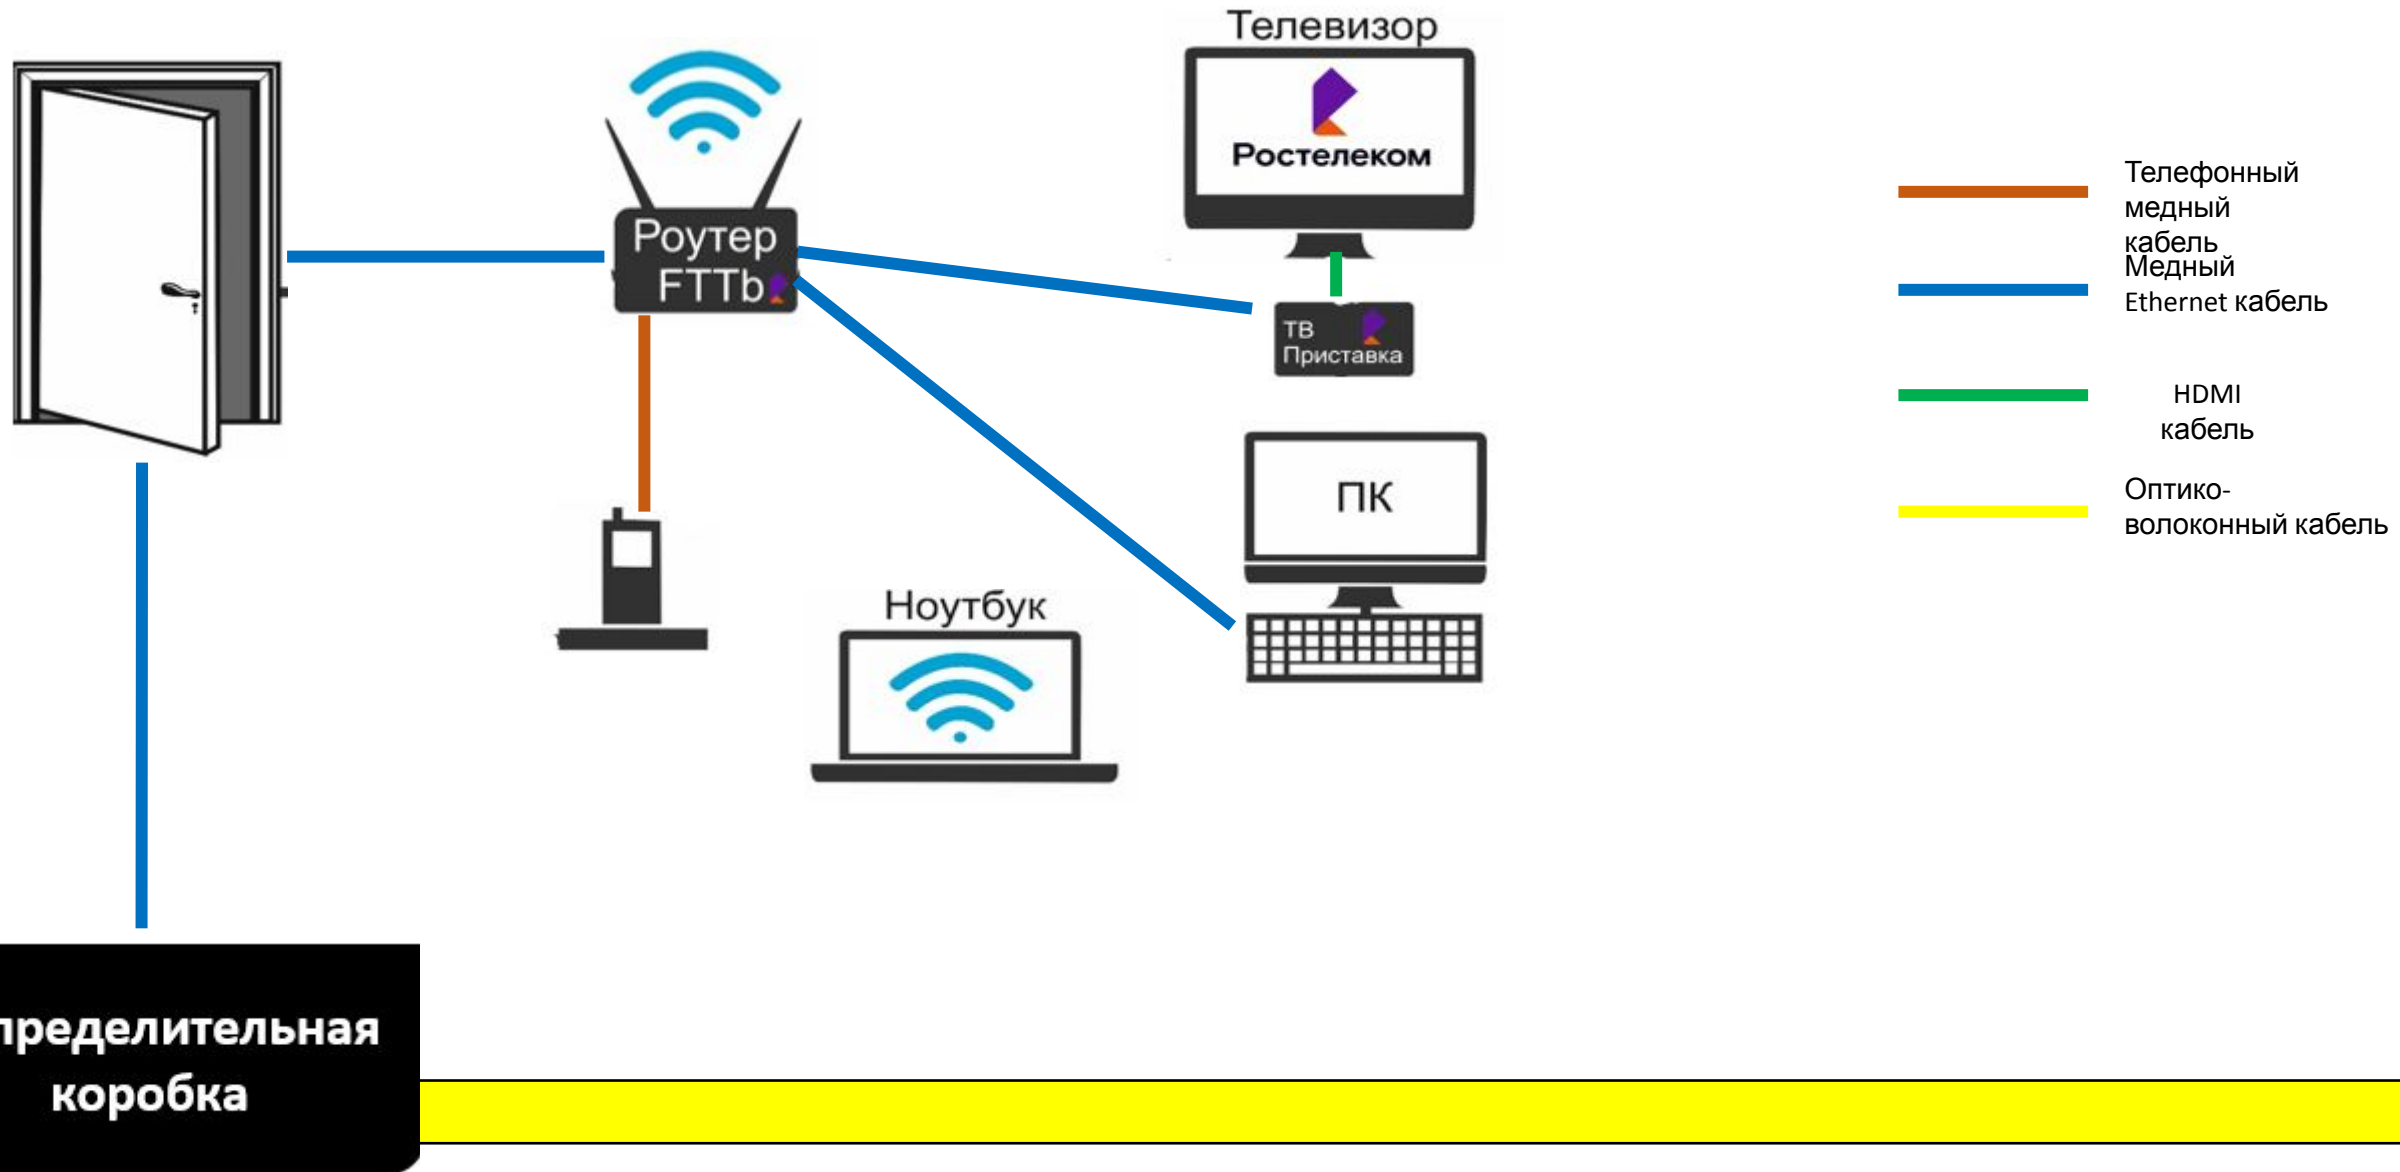 Телевизор
Ростелеком
Роутер
FTTb
ТВ
Приставка
ПК
Ноутбук
Телефонный
медный
кабель
Медный
Ethernet кабель
HDMI
кабель
Оптико-
волоконный кабель
пределительная
коробка